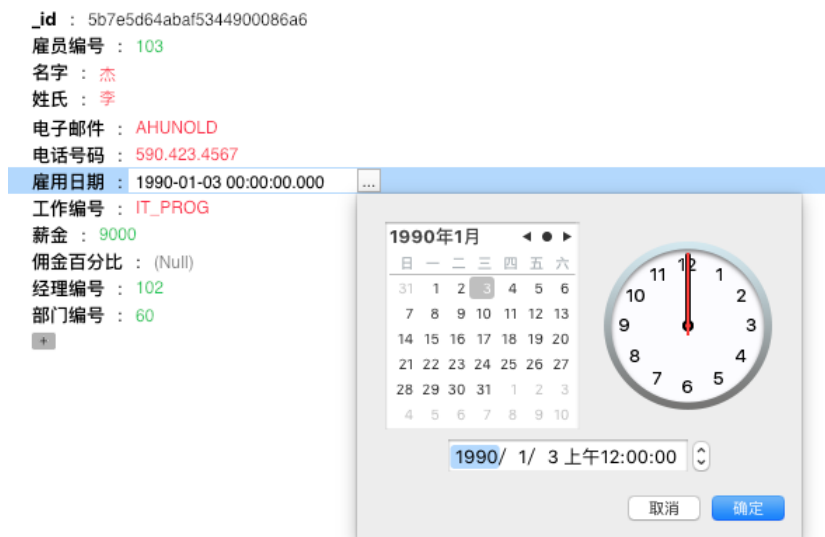 _id : 5b7e5d64abaf5344900086a6
雇员编号 : 103
名字 : 杰
姓氏 : 李
电子邮件 : AHUNOLD
电话号码 : 590.423.4567
雇用日期 : 1990-01-03 00:00:00.000 ...
工作编号 : IT_PROG
薪金 : 9000
佣金百分比 : (Null)
经理编号 : 102
部门编号 : 60
+
1990年1月
日 一 二 三 四 五 六
31 1 2 3 4 5 6
7 8 9 10 11 12 13
14 15 16 17 18 19 20
21 22 23 24 25 26 27
28 29 30 31 1 2 3
4 5 6 7 8 9 10
12 1 2 3 4 5 6 7 8 9 10 11
1990/ 1/ 3 上午12:00:00
取消 确定